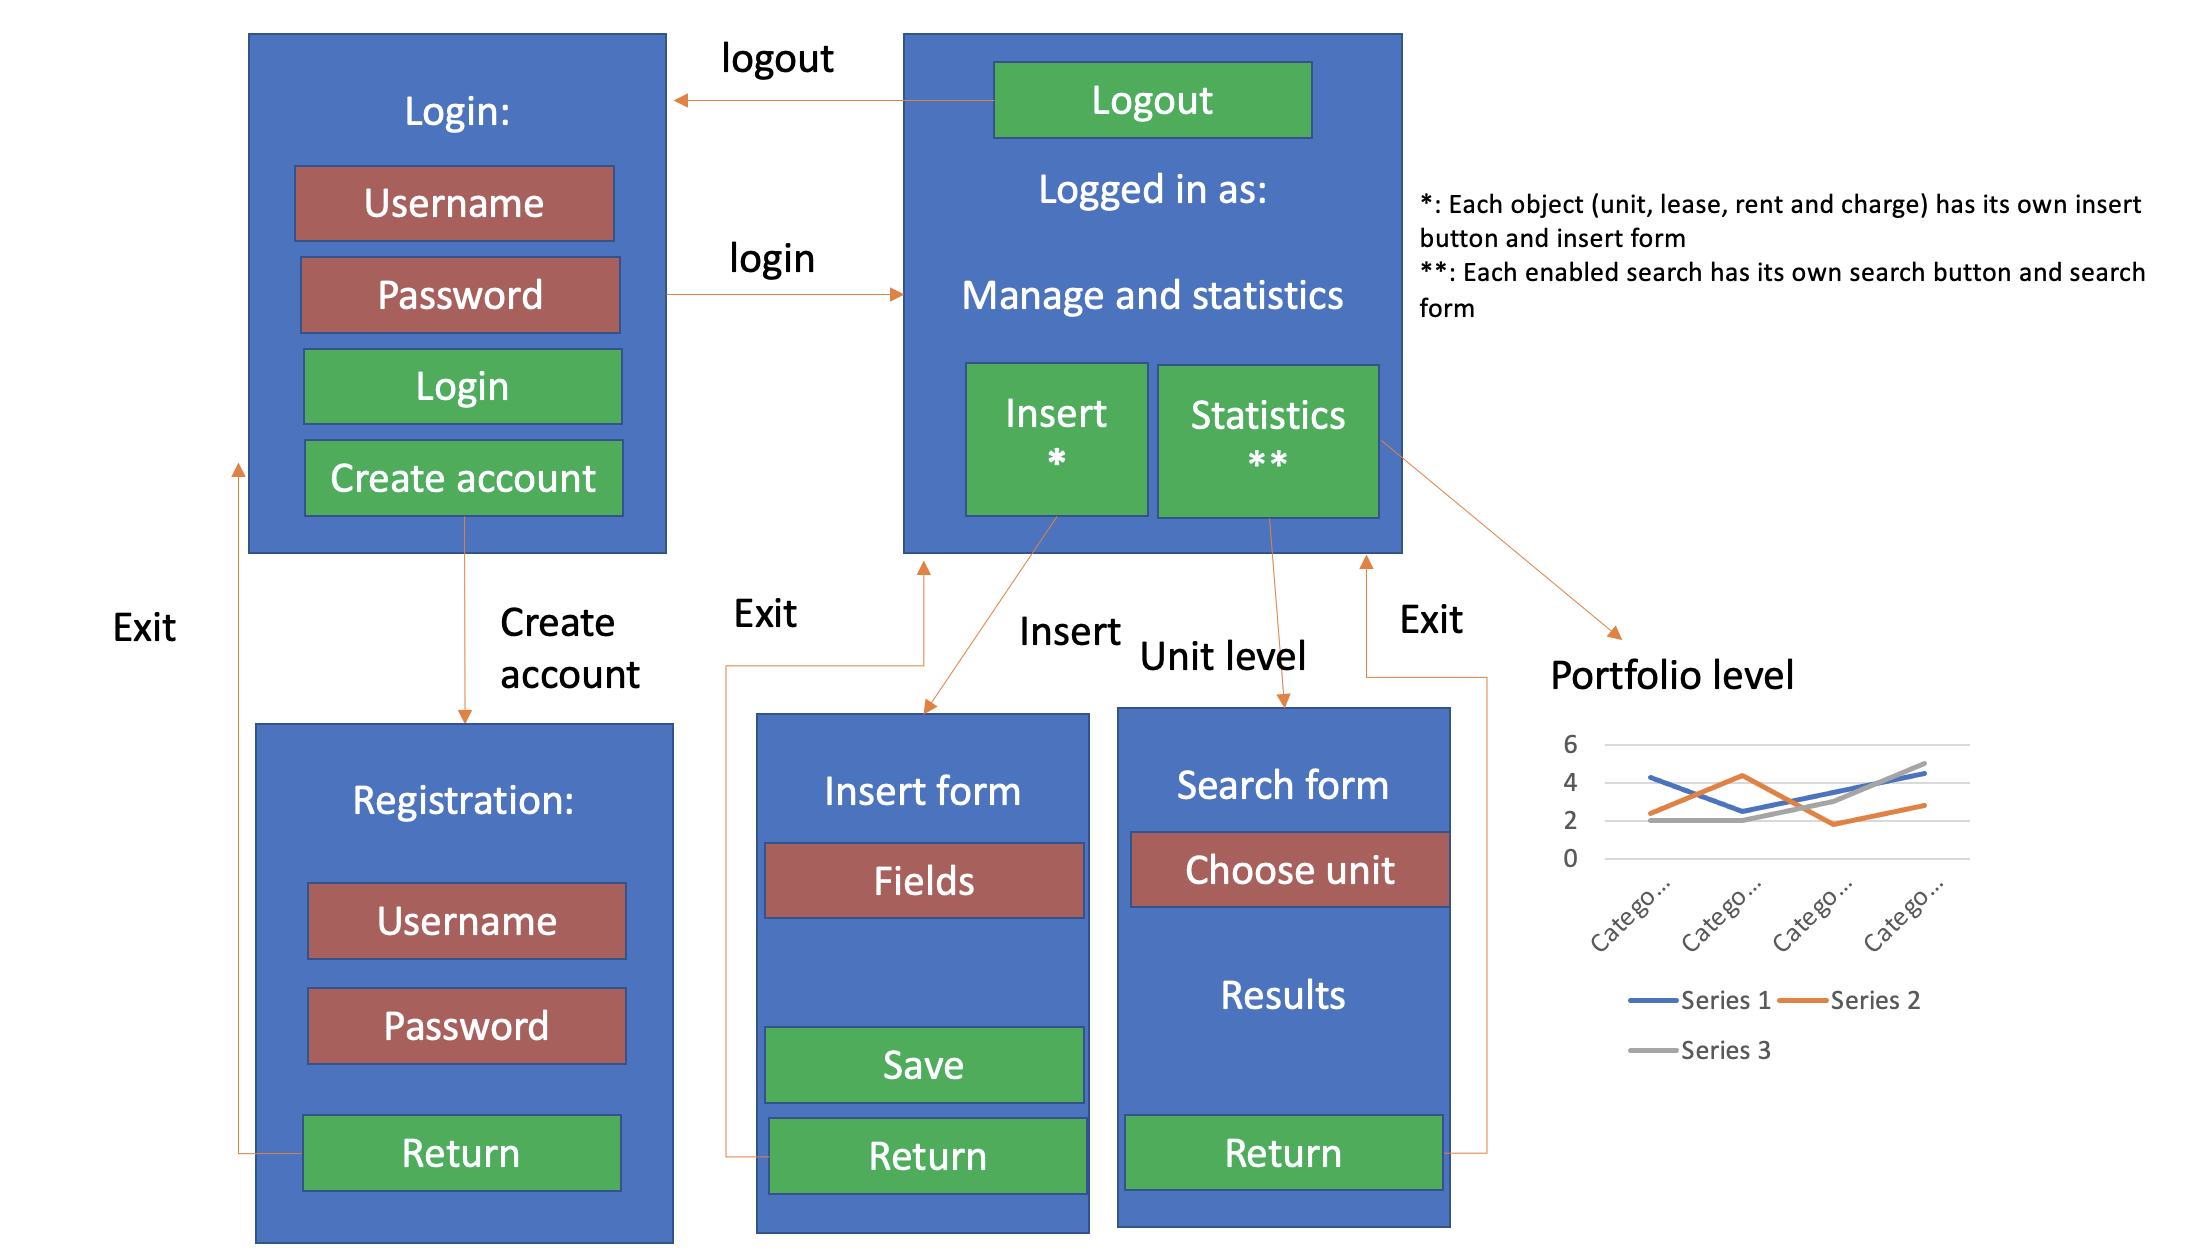 Login:
Username
Password
Login
Create account
logout
login
Logout
Logged in as:
Manage and statistics
Insert
*
Statistics
**
*: Each object (unit, lease, rent and charge) has its own insert
button and insert form
**: Each enabled search has its own search button and search
form
Exit
Create
account
Exit
Insert
Unit level
Exit
Portfolio level
Registration:
Username
Password
Return
Insert form
Fields
Save
Return
Search form
Choose unit
Results
Return
6
4
2
0
Catego...
Catego...
Catego...
Catego...
Series 1
Series 2
Series 3